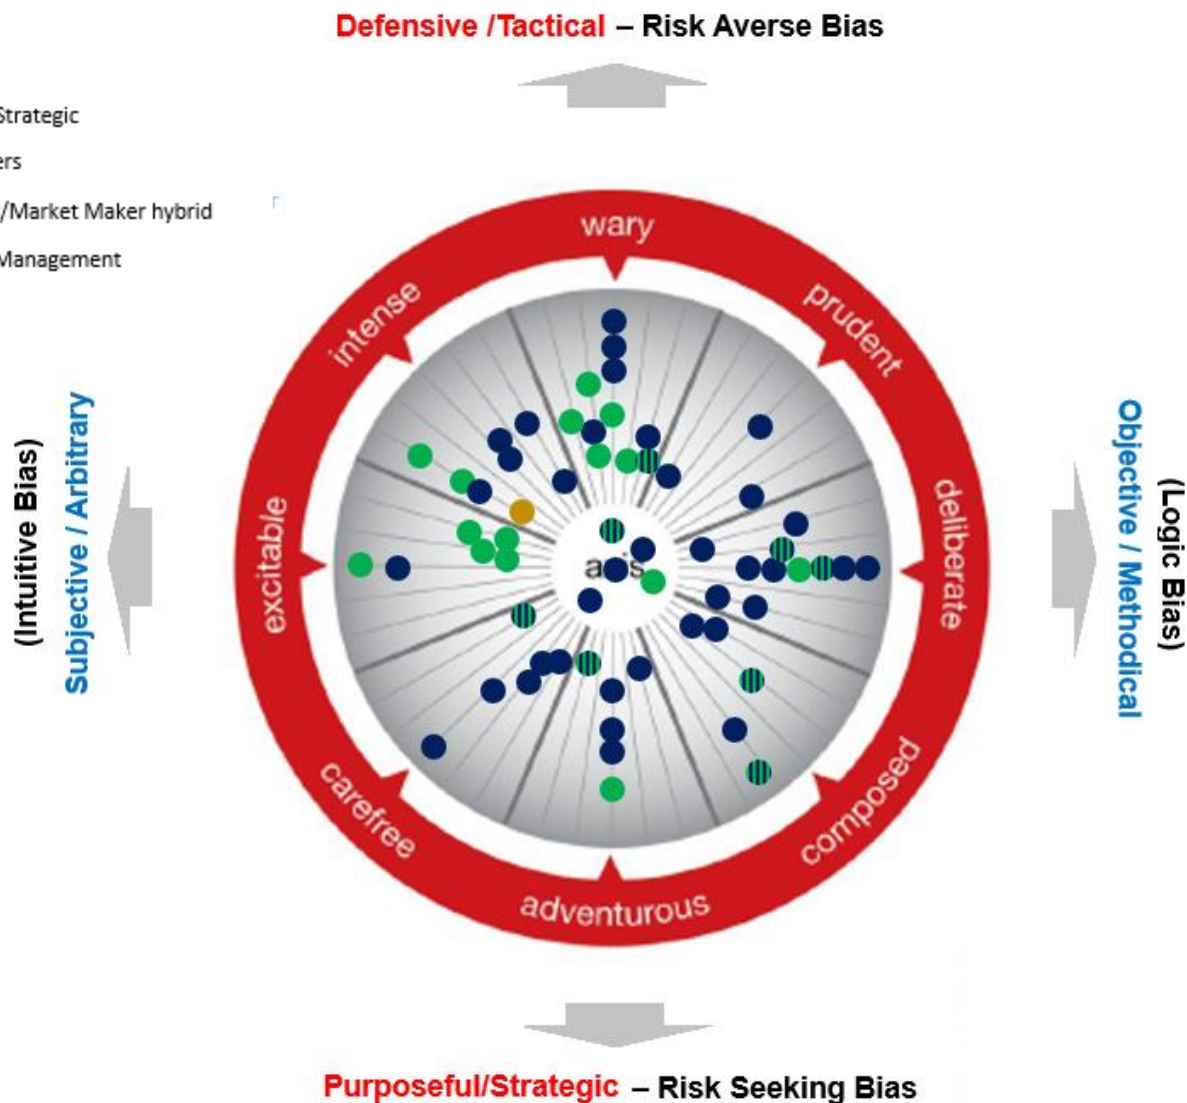 Defensive /Tactical – Risk Averse Bias
Strategic
ers
/Market Maker hybrid
Management
wary
intense
prudent
excitable
deliberate
axis
carefree
composed
adventurous
(Intuitive Bias)
Subjective / Arbitrary
Objective / Methodical
(Logic Bias)
Purposeful/Strategic – Risk Seeking Bias